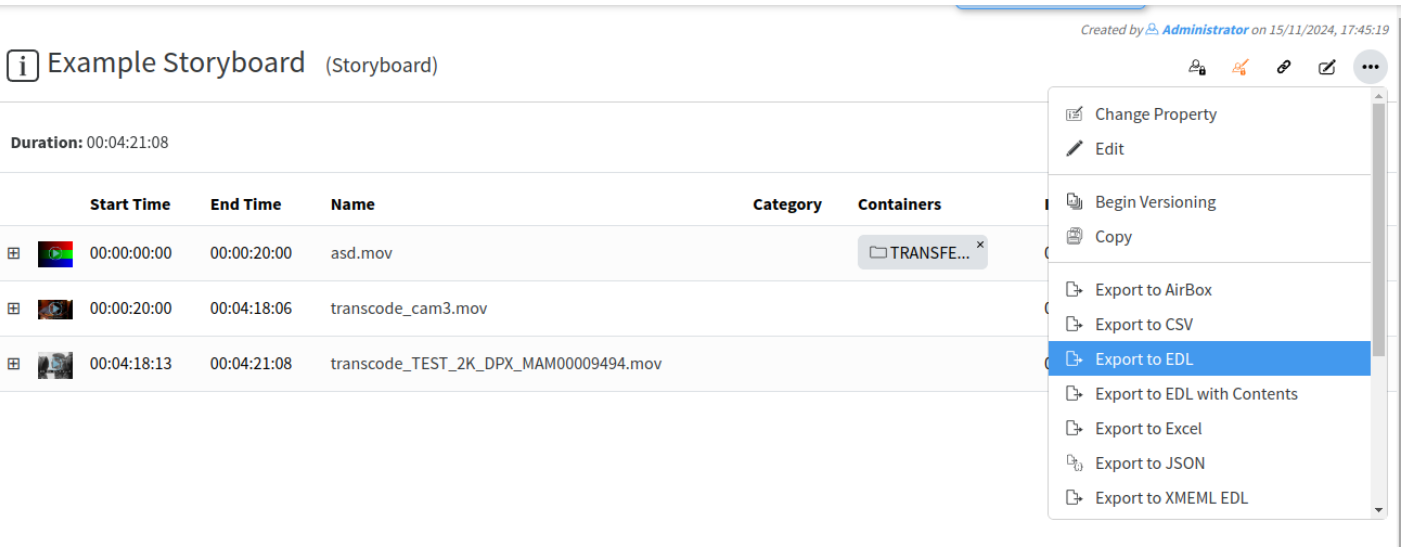 Created by Administrator on 15/11/2024, 17:45:19
i Example Storyboard (Storyboard)
Duration: 00:04:21:08
Start Time End Time Name Category Containers
00:00:00:00 00:00:20:00 asd.mov TRANSFE... ×
00:00:20:00 00:04:18:06 transcode_cam3.mov
00:04:18:13 00:04:21:08 transcode_TEST_2K_DPX_MAM00009494.mov
Change Property
Edit
Begin Versioning
Copy
Export to AirBox
Export to CSV
Export to EDL
Export to EDL with Contents
Export to Excel
Export to JSON
Export to XMEML EDL